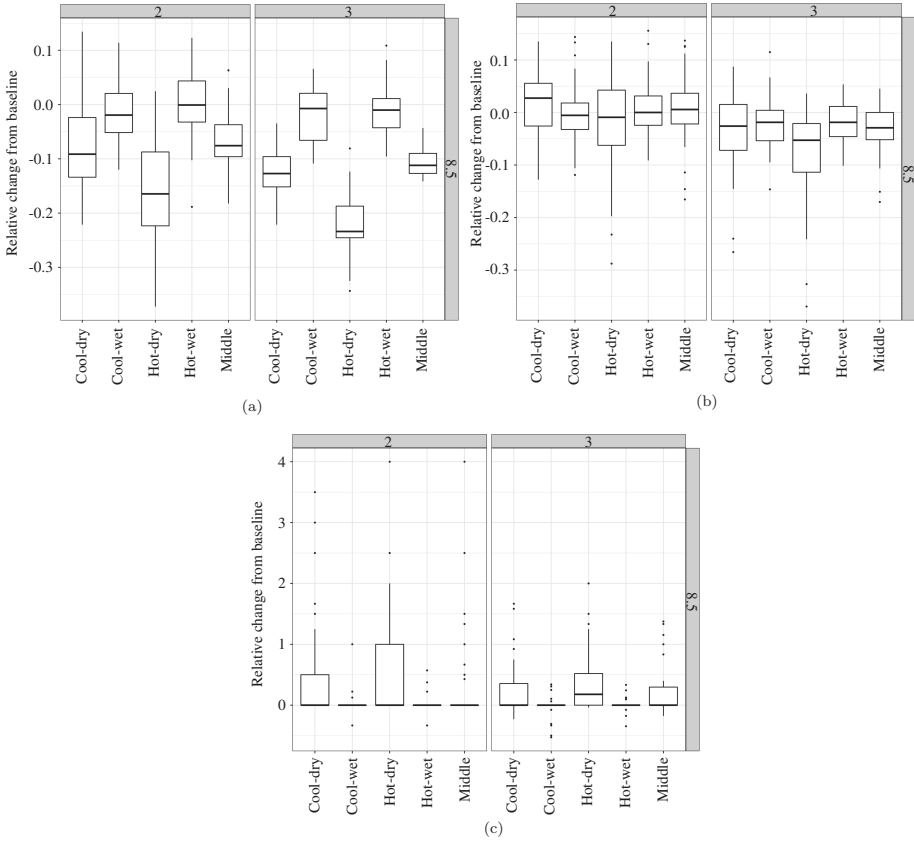 2
3
Relative change from baseline
0.1
0.0
-0.1
-0.2
-0.3
8.5
Cool-dry
Cool-wet
Hot-dry
Hot-wet
Middle
Cool-dry
Cool-wet
Hot-dry
Hot-wet
Middle
(a)
2
3
Relative change from baseline
0.1
0.0
-0.1
-0.2
-0.3
8.5
Cool-dry
Cool-wet
Hot-dry
Hot-wet
Middle
Cool-dry
Cool-wet
Hot-dry
Hot-wet
Middle
(b)
2
3
Relative change from baseline
4
3
2
1
0
8.5
Cool-dry
Cool-wet
Hot-dry
Hot-wet
Middle
Cool-dry
Cool-wet
Hot-dry
Hot-wet
Middle
(c)